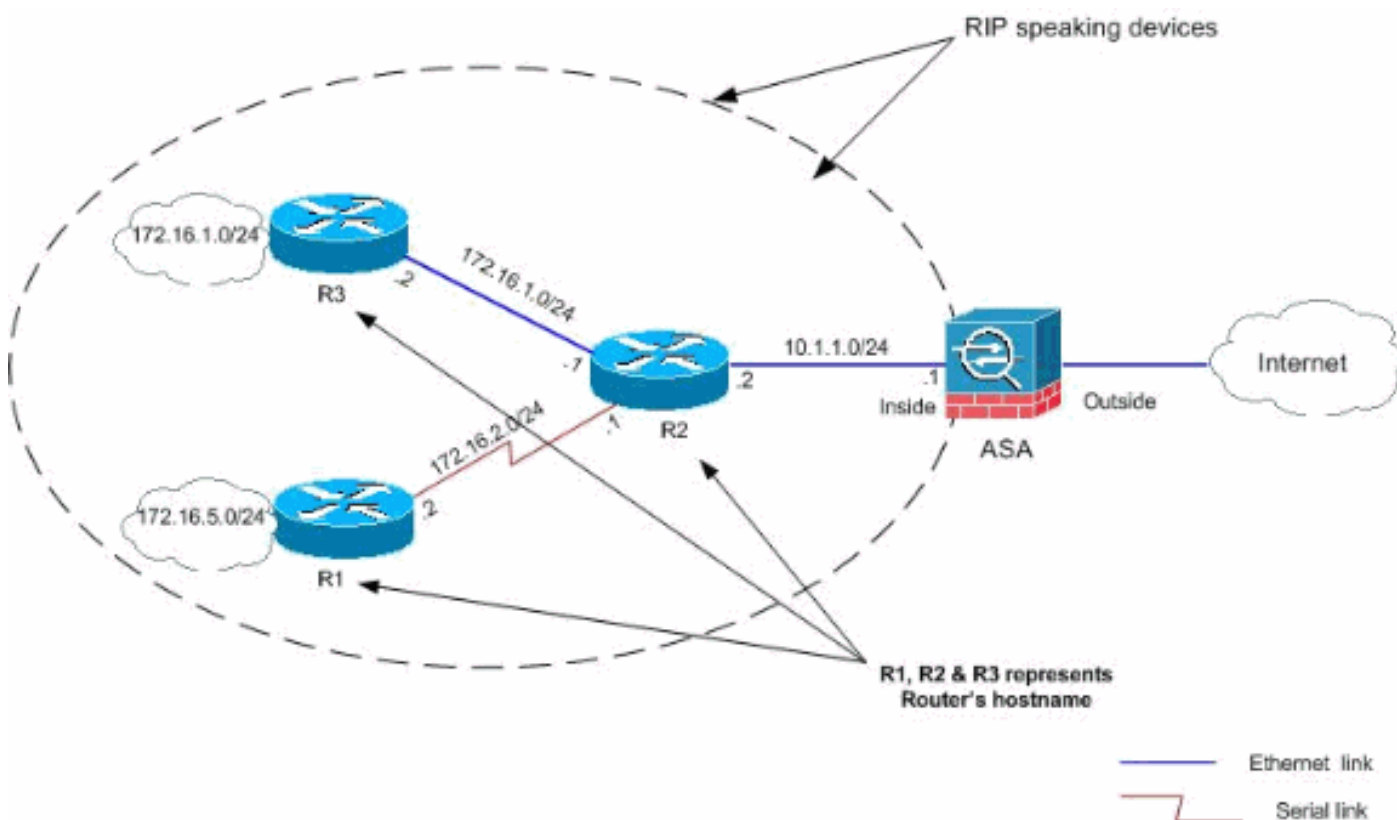 RIP speaking devices
172.16.1.0/24
R3
.2
172.16.1.0/24
.1
10.1.1.0/24
.2
.1
Inside
Outside
Internet
R2
ASA
172.16.2.0/24
.1
.2
172.16.5.0/24
R1
R1, R2 & R3 represents
Router's hostname
Ethernet link
Serial link